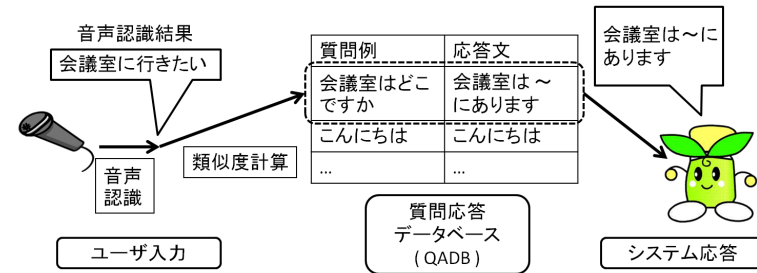 音声認識結果
会議室に行きたい
音声
認識
類似度計算
ユーザ入力
質問例 応答文
会議室はどこ 会議室は～
ですか にあります
こんにちは こんにちは
... ...
質問応答
データベース
(QADB)
会議室は～に
あります
システム応答